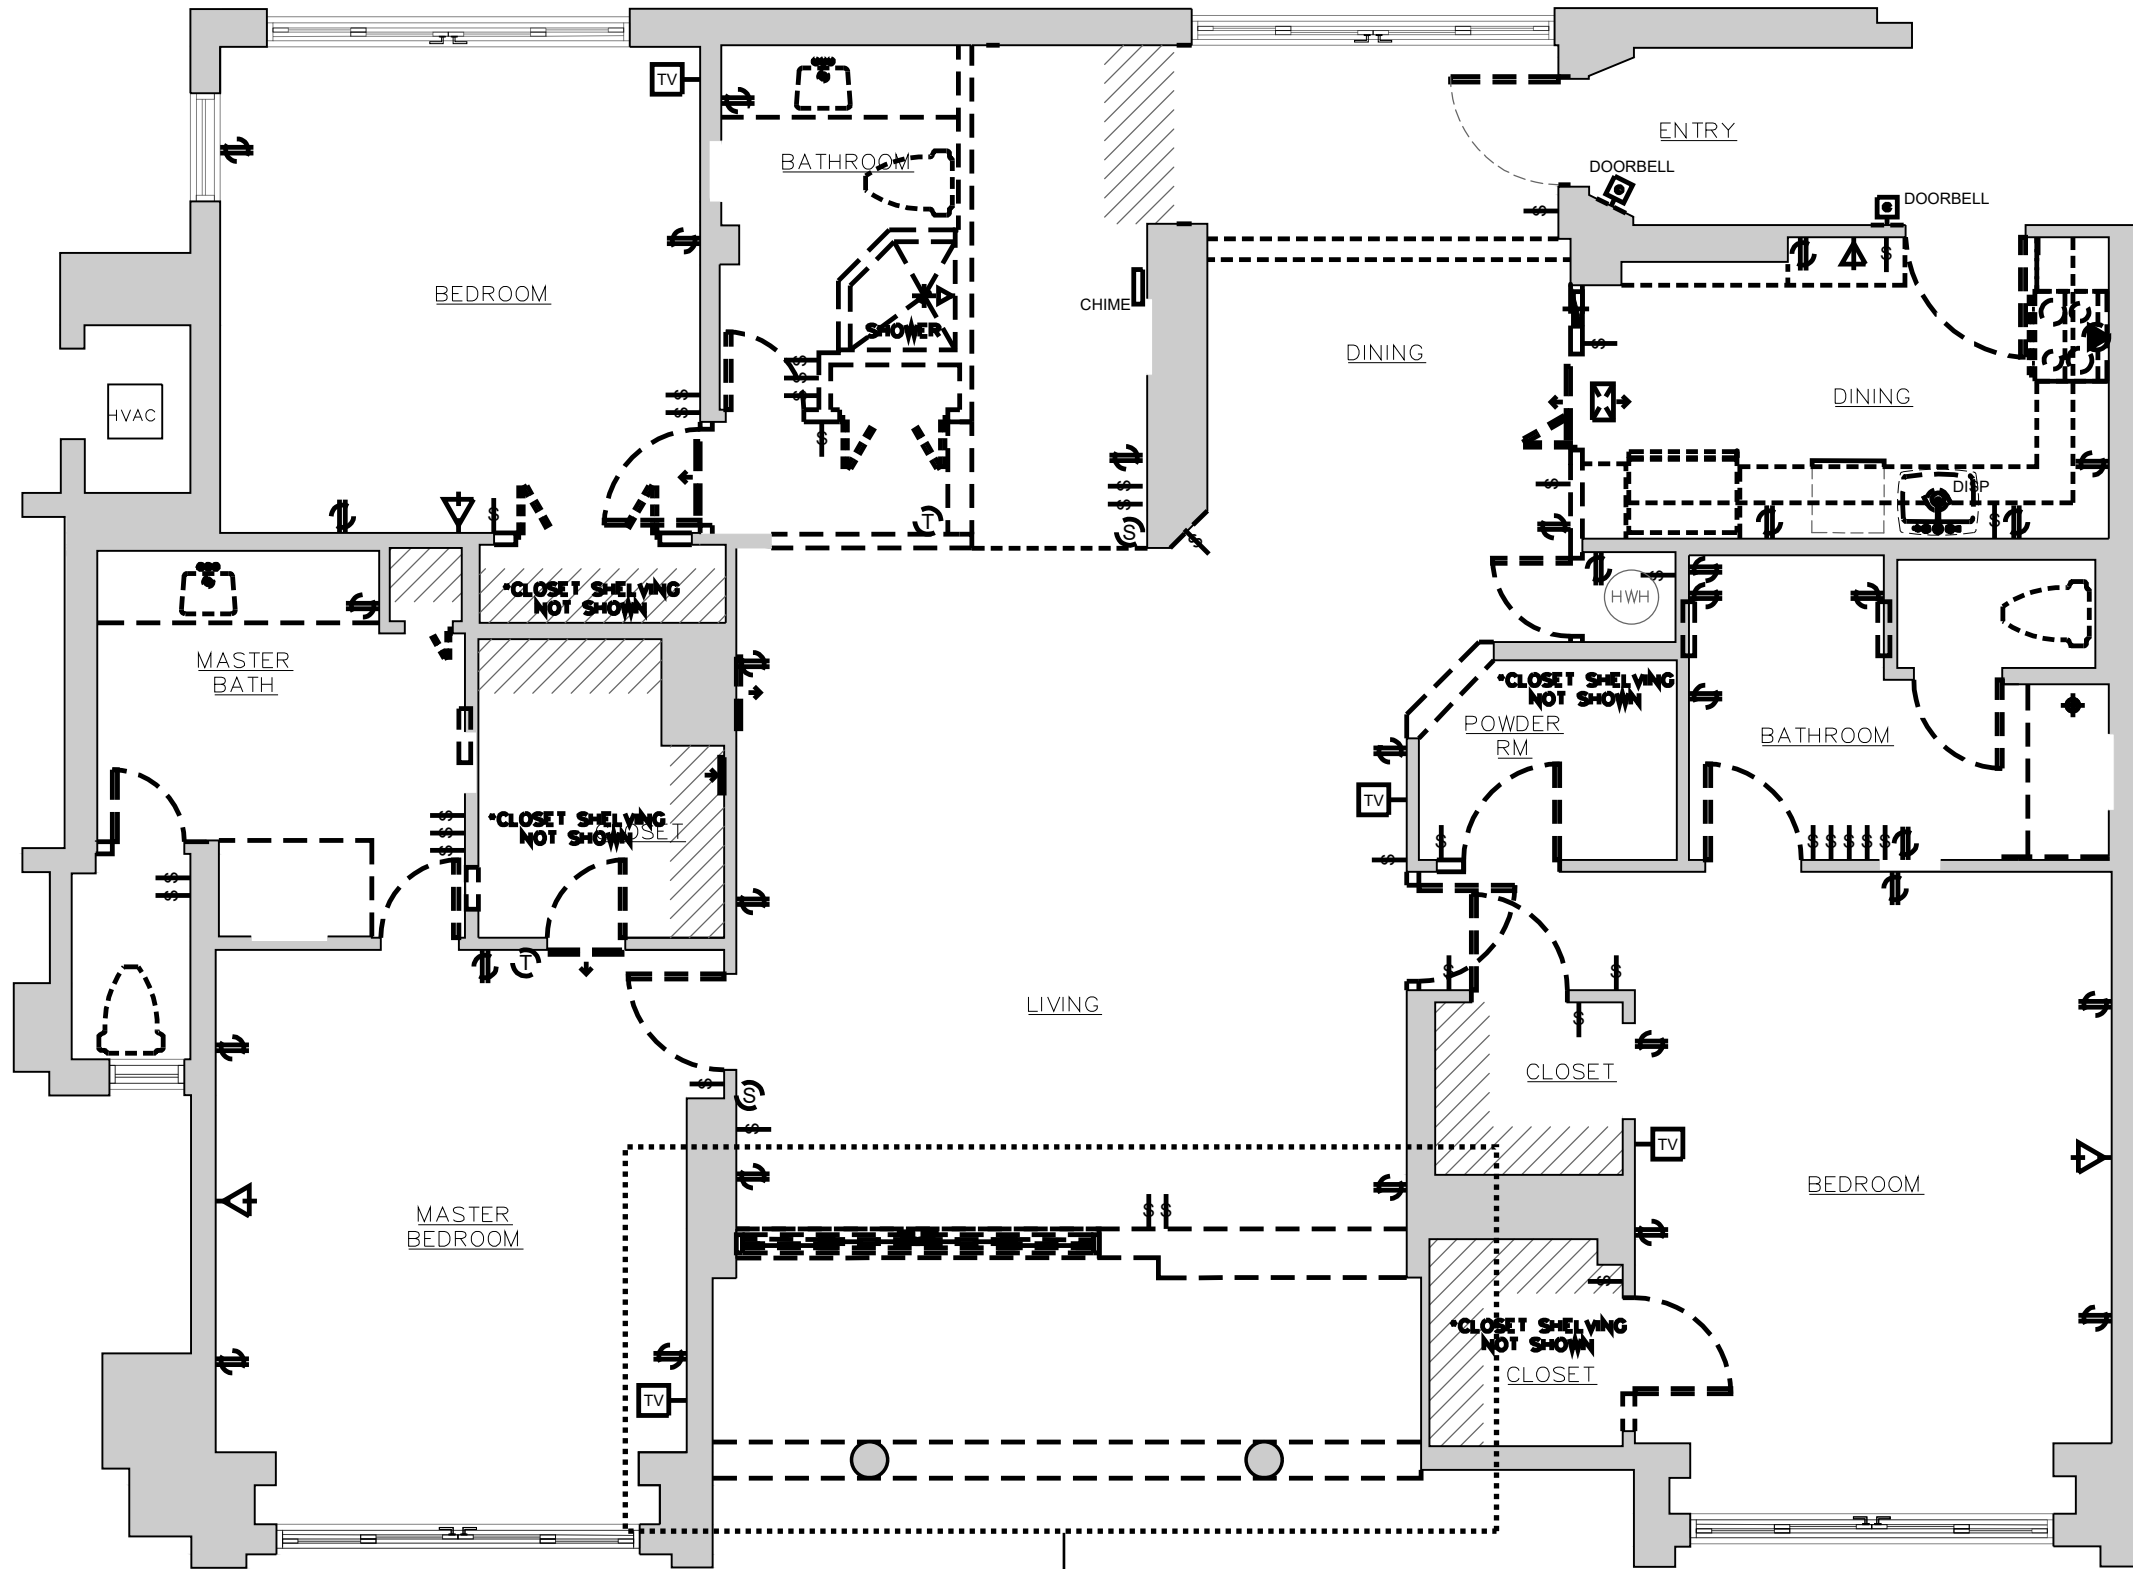 TV
ENTRY
BATHROOM
DOORBELL
DOORBELL
BEDROOM
CHIME
SHOWER
DINING
DINING
HVAC
DISP
S
T
S
S
S
*CLOSET SHELVING
NOT SHOWN
HWH
MASTER
BATH
*CLOSET SHELVING
NOT SHOWN
POWDER
RM
BATHROOM
TV
*CLOSET SHELVING
NOT SHOWN
CLOSET
T
LIVING
CLOSET
S
TV
MASTER
BEDROOM
BEDROOM
*CLOSET SHELVING
NOT SHOWN
CLOSET
TV